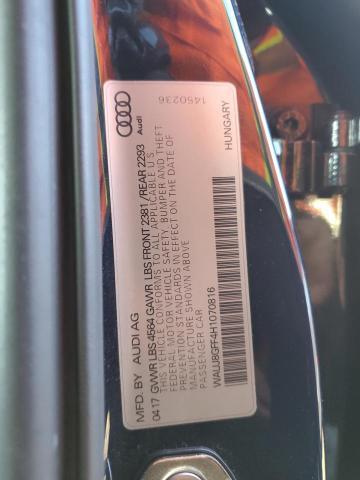 MFD. BY AUDI AG
04 17 GVWR LBS 4564 GAWR LBS FRONT 2381 /REAR 2293
THIS VEHICLE CONFORMS TO ALL APPLICABLE U.S.
FEDERAL MOTOR VEHICLE SAFETY, BUMPER AND THEFT
PREVENTION STANDARDS IN EFFECT ON THE DATE OF
MANUFACTURE SHOWN ABOVE.
PASSENGER CAR
WAUJ8GFF4H1070816
HUNGARY
Audi
1450236